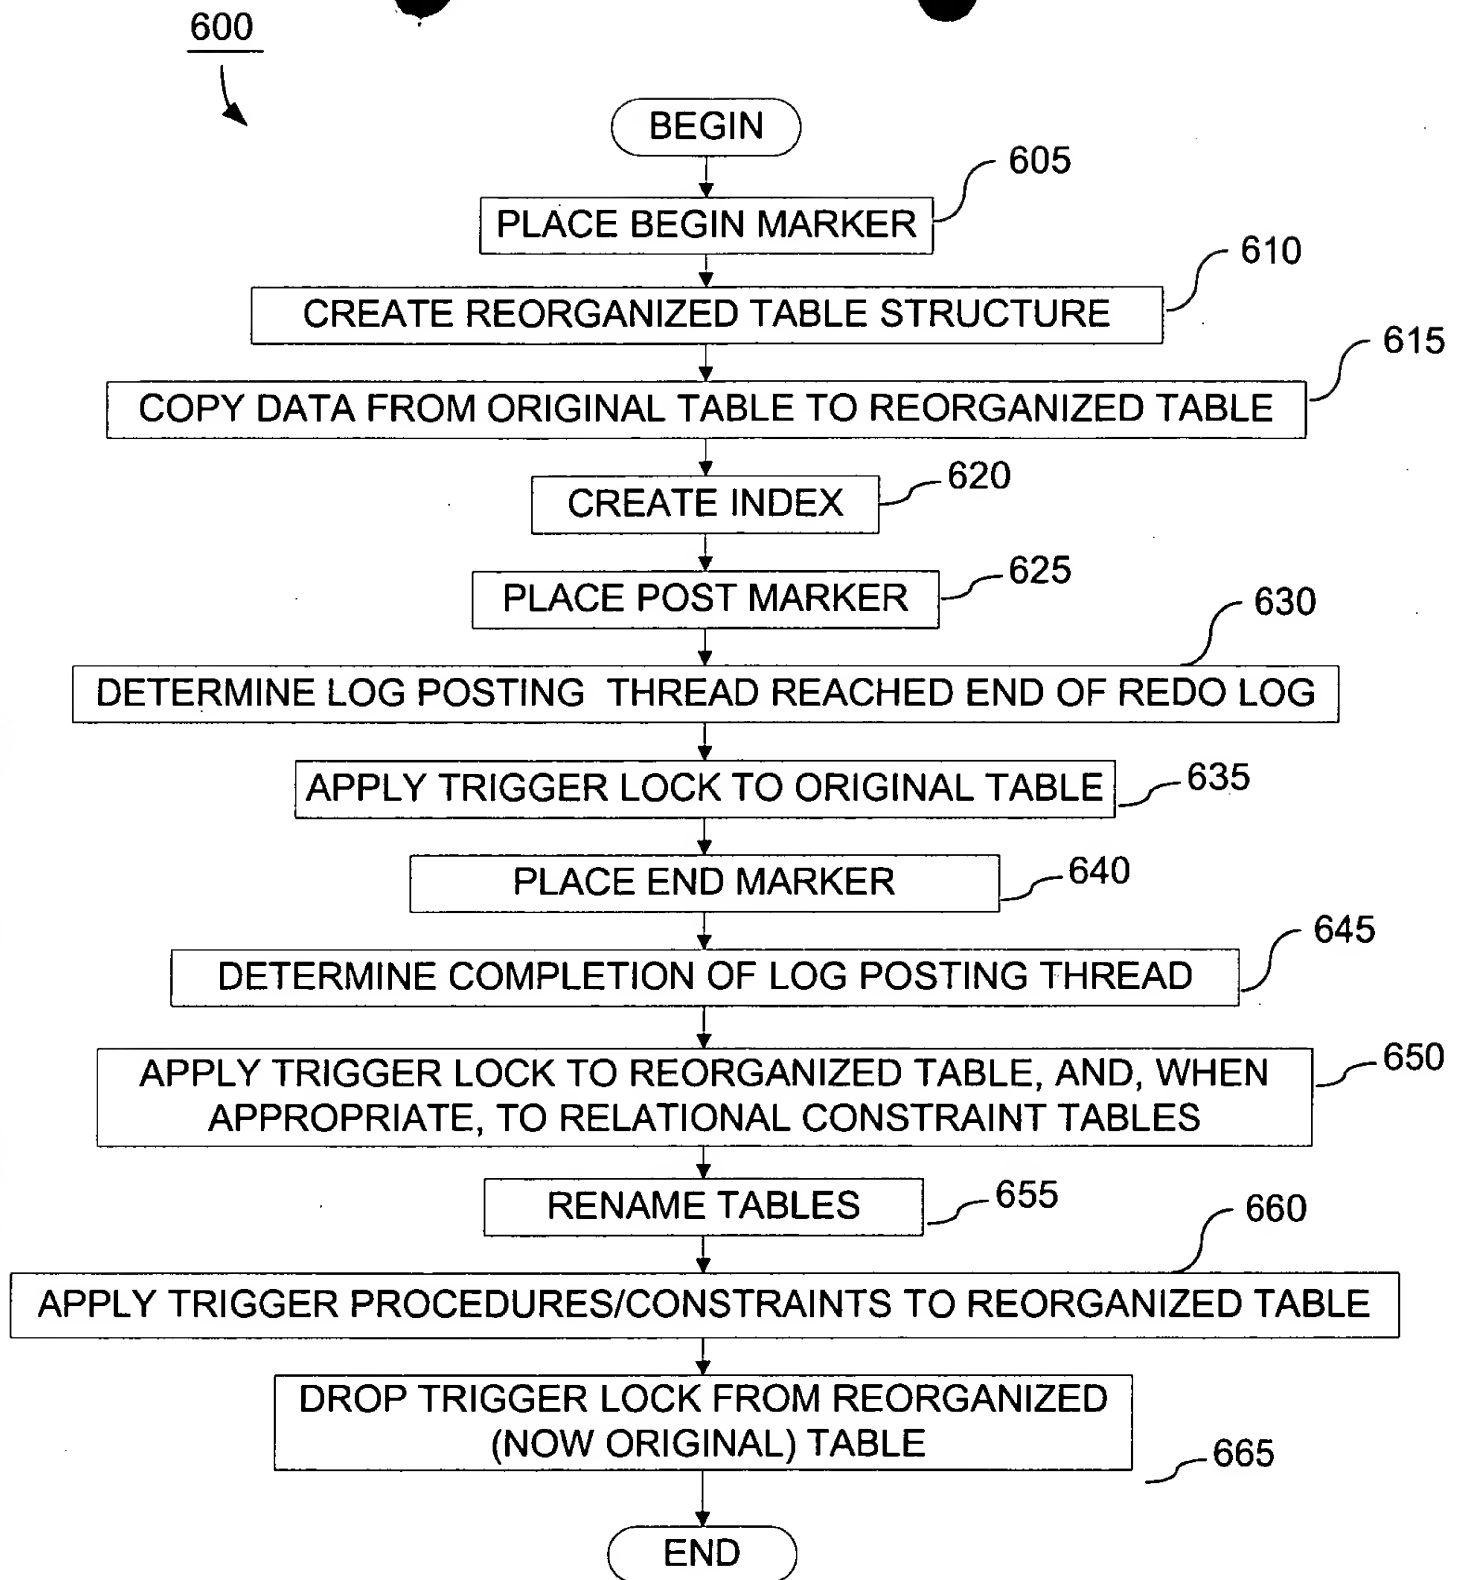 600
BEGIN
605
PLACE BEGIN MARKER
610
CREATE REORGANIZED TABLE STRUCTURE
615
COPY DATA FROM ORIGINAL TABLE TO REORGANIZED TABLE
620
CREATE INDEX
625
PLACE POST MARKER
630
DETERMINE LOG POSTING THREAD REACHED END OF REDO LOG
635
APPLY TRIGGER LOCK TO ORIGINAL TABLE
640
PLACE END MARKER
645
DETERMINE COMPLETION OF LOG POSTING THREAD
650
APPLY TRIGGER LOCK TO REORGANIZED TABLE, AND, WHEN
APPROPRIATE, TO RELATIONAL CONSTRAINT TABLES
655
RENAME TABLES
660
APPLY TRIGGER PROCEDURES/CONSTRAINTS TO REORGANIZED TABLE
DROP TRIGGER LOCK FROM REORGANIZED
(NOW ORIGINAL) TABLE
665
END